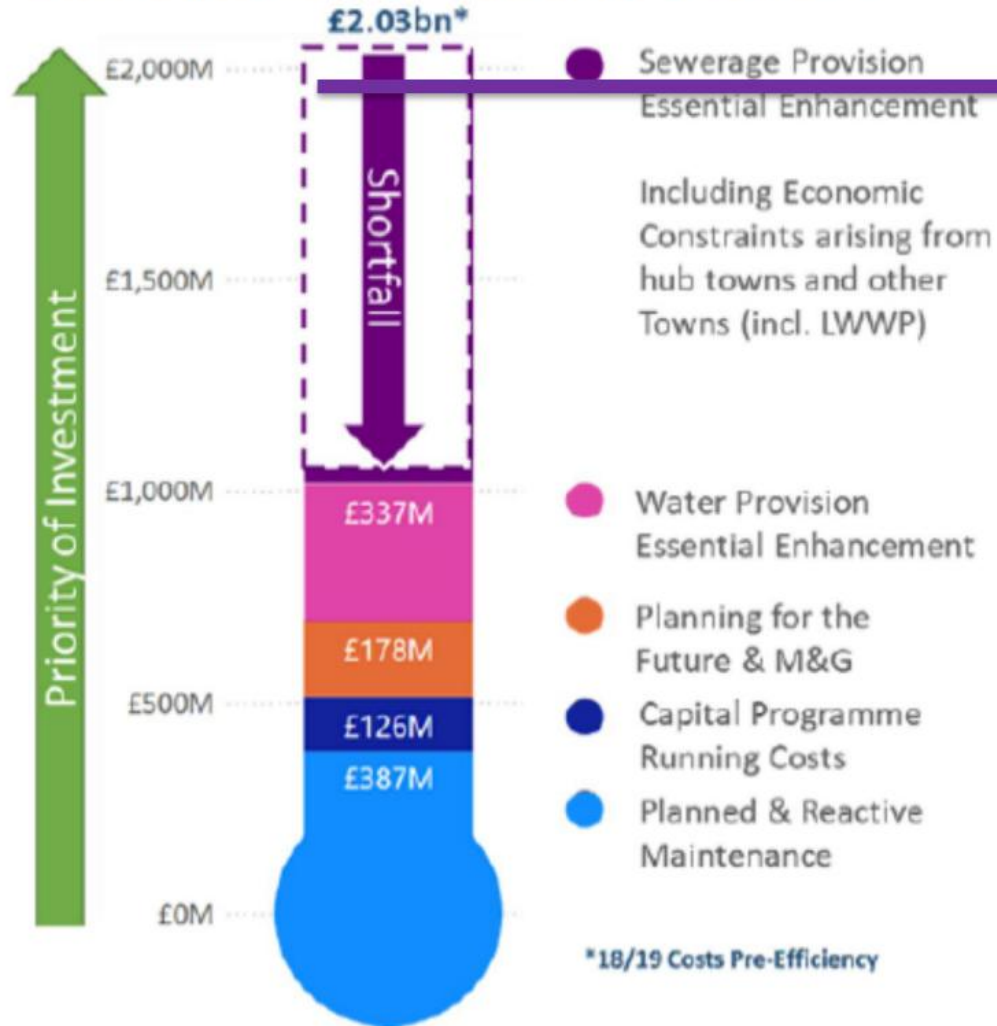 £2.03bn*
£2,000M
£1,500M
£1,000M
£500M
£0M
Priority of Investment
Shortfall
£337M
£178M
£126M
£387M
Sewerage Provision
Essential Enhancement
Including Economic
Constraints arising from
hub towns and other
Towns (incl. LWWP)
Water Provision
Essential Enhancement
Planning for the
Future & M&G
Capital Programme
Running Costs
Planned & Reactive
Maintenance
*18/19 Costs Pre-Efficiency